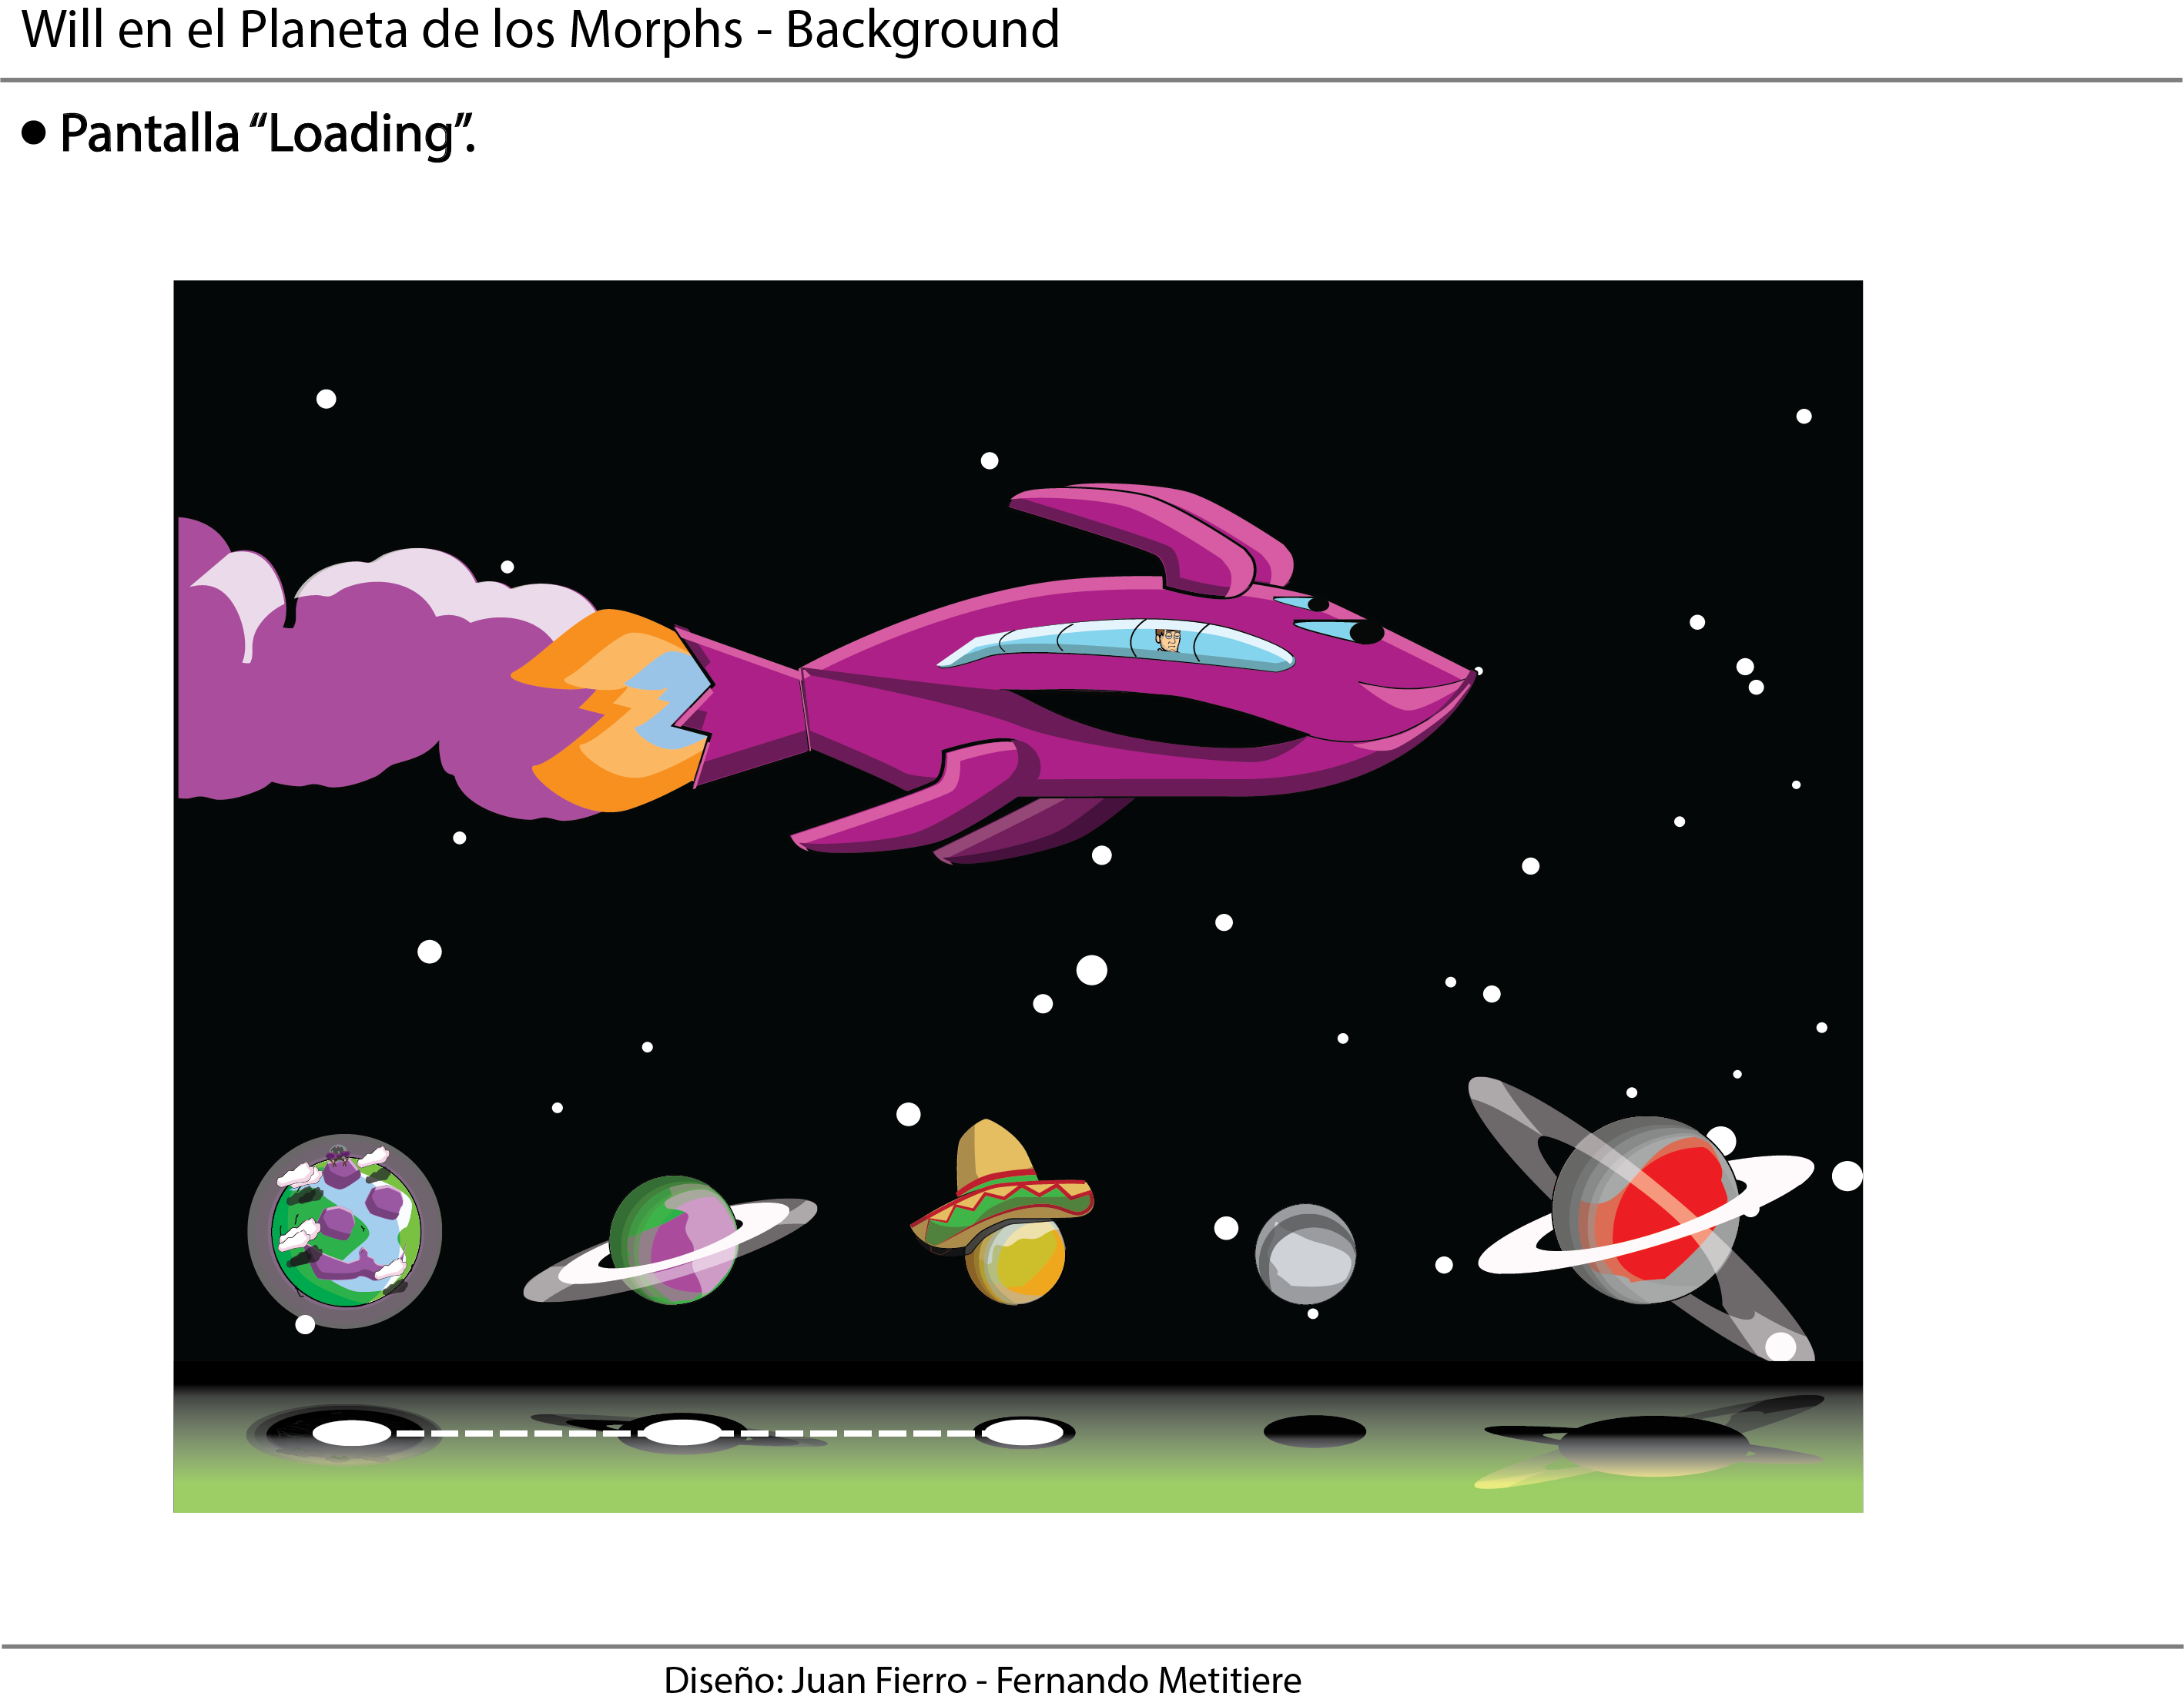 Will en el Planeta de los Morphs - Background
● Pantalla “Loading”.
Diseño: Juan Fierro - Fernando Metitiere